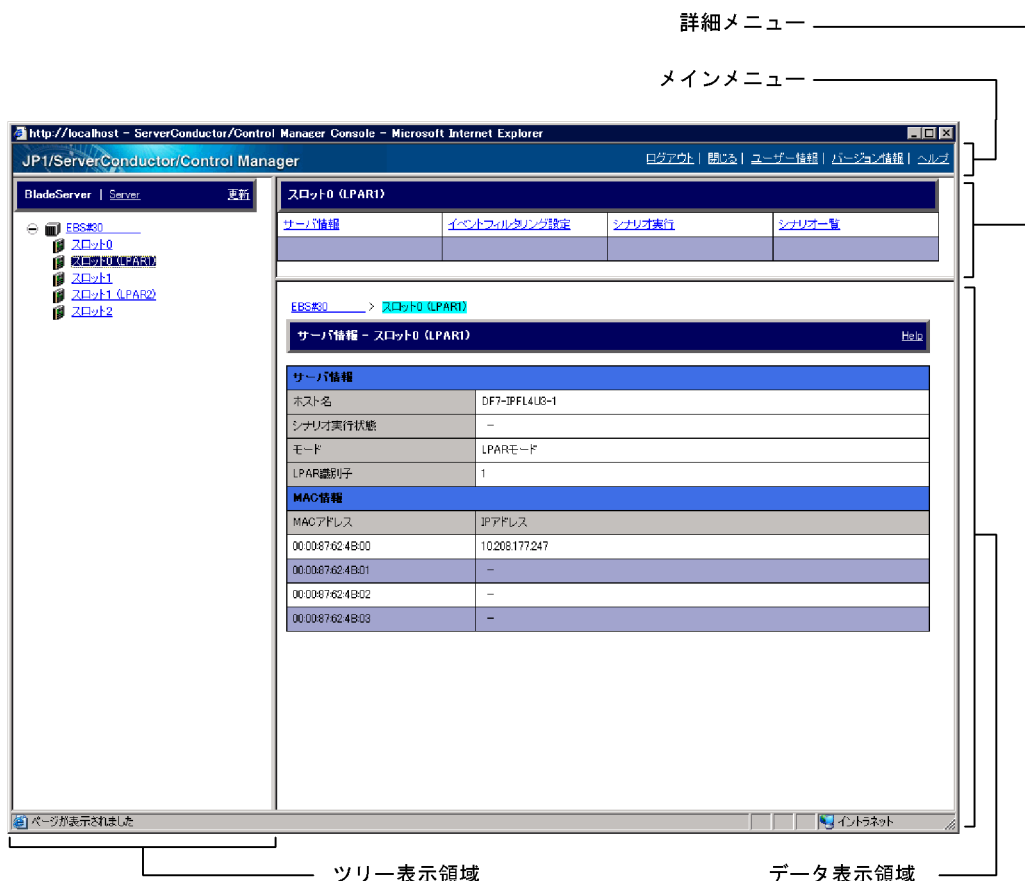 詳細メニュー
メインメニュー
http://localhost - ServerConductor/Control Manager Console - Microsoft Internet Explorer
JP1/ServerConductor/Control Manager
ログアウト | 閉じる | ユーザー情報 | バージョン情報 | ヘルプ
BladeServer | Server 更新
EBS#30
スロット0
スロット0 (LPAR1)
スロット1
スロット1 (LPAR2)
スロット2
スロット0 (LPAR1)
サーバ情報 イベントフィルタリング設定 シナリオ実行 シナリオ一覧
EBS#30 > スロット0 (LPAR1)
サーバ情報 - スロット0 (LPAR1) Help
サーバ情報
ホスト名 DF7-IPFL4U3-1
シナリオ実行状態 −
モード LPARモード
LPAR識別子 1
MAC情報
MACアドレス IPアドレス
00:00:87:62:4B:00 10.208.177.247
00:00:87:62:4B:01 −
00:00:87:62:4B:02 −
00:00:87:62:4B:03 −
ページが表示されました イントラネット
ツリー表示領域 データ表示領域